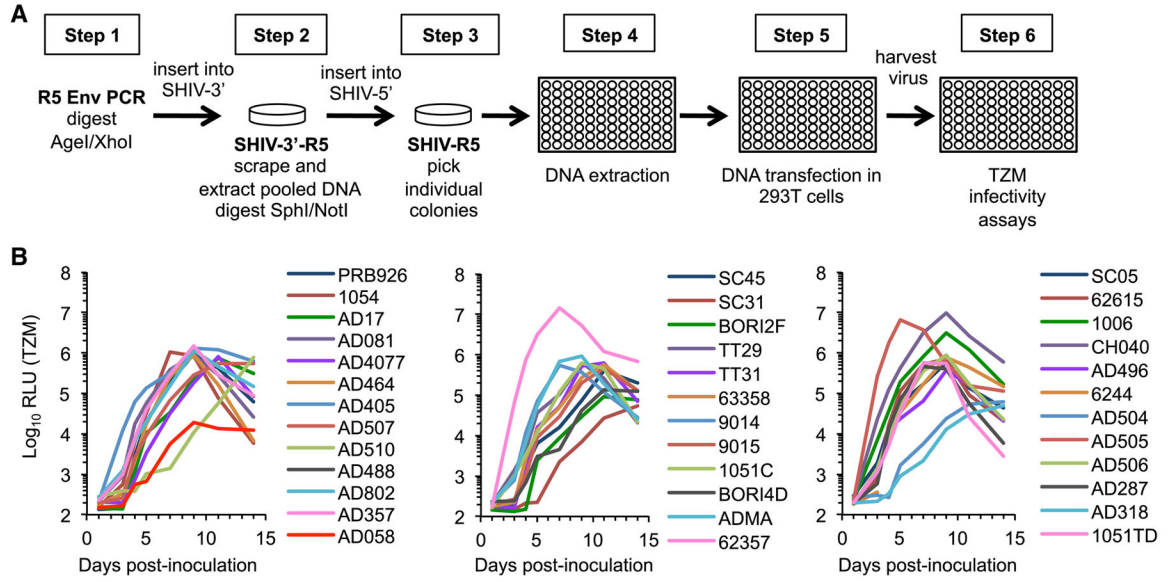 A
Step 1
Step 2
Step 3
Step 4
Step 5
Step 6
R5 Env PCR
digest
AgeI/XhoI
insert into
SHIV-3'
SHIV-3'-R5
scrape and
extract pooled DNA
digest SphI/NotI
insert into
SHIV-5'
SHIV-R5
pick
individual
colonies
DNA extraction
DNA transfection in
293T cells
harvest
virus
TZM
infectivity
assays
B
Log10 RLU (TZM)
8
7
6
5
4
3
2
0
5
10
15
Days post-inoculation
PRB926
1054
AD17
AD081
AD4077
AD464
AD405
AD507
AD510
AD488
AD802
AD357
AD058
8
7
6
5
4
3
2
0
5
10
15
Days post-inoculation
SC45
SC31
BORI2F
TT29
TT31
63358
9014
9015
1051C
BORI4D
ADMA
62357
8
7
6
5
4
3
2
0
5
10
15
Days post-inoculation
SC05
62615
1006
CH040
AD496
6244
AD504
AD505
AD506
AD287
AD318
1051TD